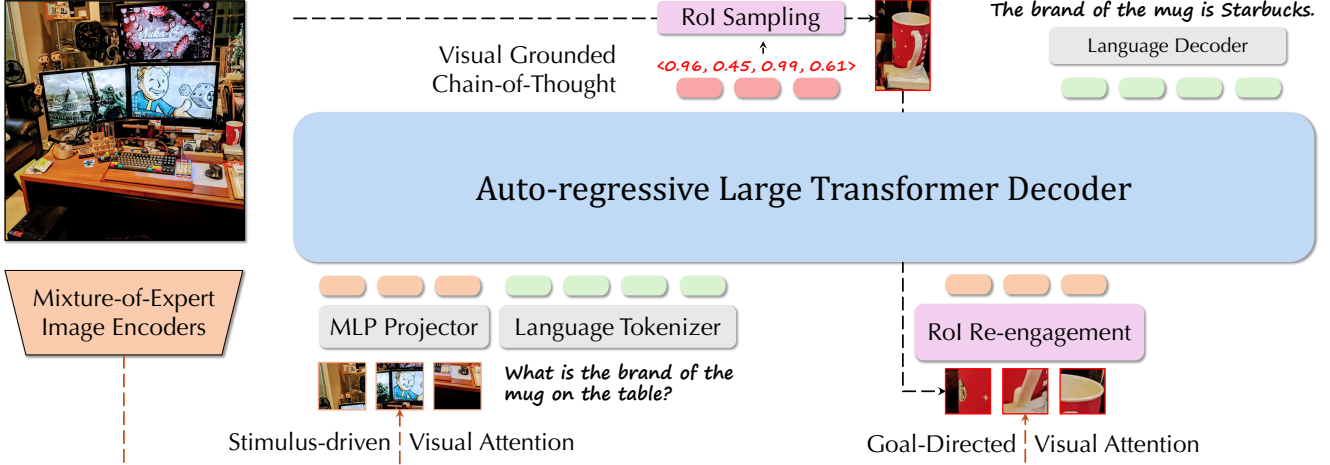 RoI Sampling
The brand of the mug is Starbucks.
Language Decoder
Visual Grounded
Chain-of-Thought
<0.96, 0.45, 0.99, 0.61>
Auto-regressive Large Transformer Decoder
Mixture-of-Expert
Image Encoders
MLP Projector
Language Tokenizer
What is the brand of the
mug on the table?
RoI Re-engagement
Stimulus-driven
Visual Attention
Goal-Directed
Visual Attention